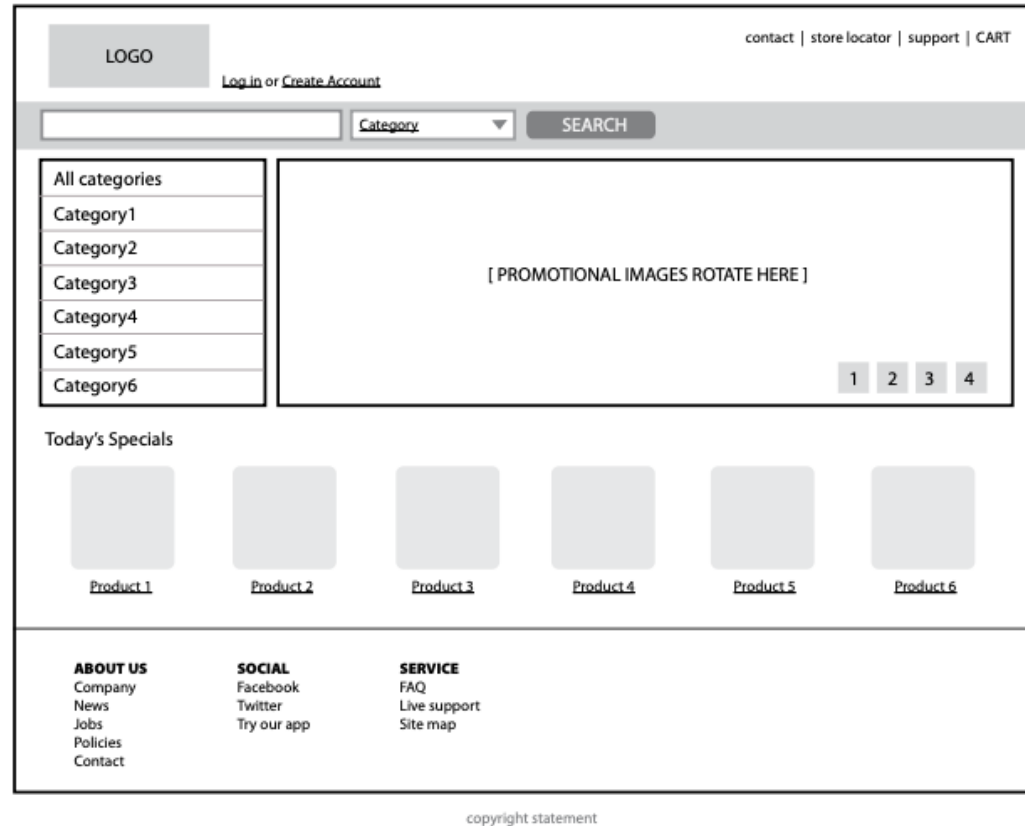 LOGO
contact | store locator | support | CART
Log in or Create Account
Category
SEARCH
All categories
Category1
Category2
Category3
Category4
Category5
Category6
[ PROMOTIONAL IMAGES ROTATE HERE ]
1 2 3 4
Today's Specials
Product 1
Product 2
Product 3
Product 4
Product 5
Product 6
ABOUT US
Company
News
Jobs
Policies
Contact
SOCIAL
Facebook
Twitter
Try our app
SERVICE
FAQ
Live support
Site map
copyright statement